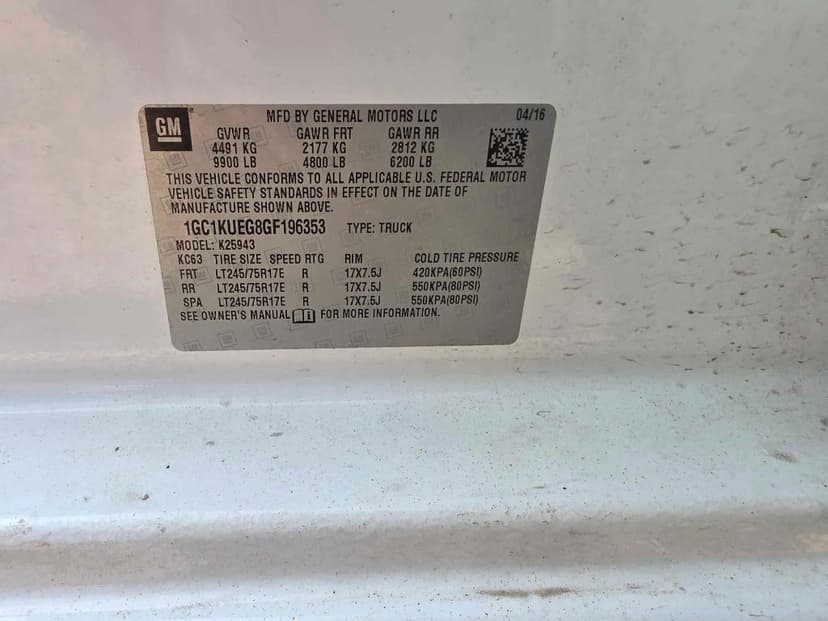 GM
MFD BY GENERAL MOTORS LLC 04/16
GVWR GAWR FRT GAWR RR
4491 KG 2177 KG 2812 KG
9900 LB 4800 LB 6200 LB
THIS VEHICLE CONFORMS TO ALL APPLICABLE U.S. FEDERAL MOTOR
VEHICLE SAFETY STANDARDS IN EFFECT ON THE DATE OF
MANUFACTURE SHOWN ABOVE.
1GC1KUEG8GF196353 TYPE: TRUCK
MODEL: K25943
KC63 TIRE SIZE SPEED RTG RIM COLD TIRE PRESSURE
FRT LT245/75R17E R 17X7.5J 420KPA(60PSI)
RR LT245/75R17E R 17X7.5J 550KPA(80PSI)
SPA LT245/75R17E R 17X7.5J 550KPA(80PSI)
SEE OWNER'S MANUAL FOR MORE INFORMATION.